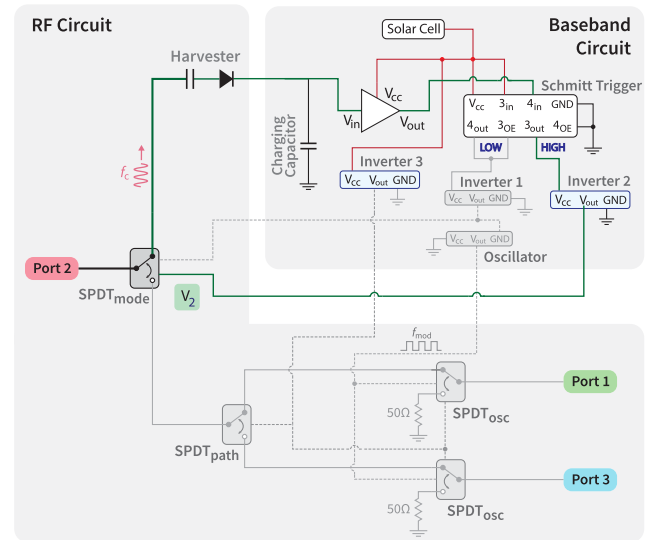 RF Circuit
Baseband
Circuit
Solar Cell
Harvester
Schmitt Trigger
Vcc
Vin
Vout
Vcc 3in 4in GND
4out 3OE 3out 4OE
Charging
Capacitor
LOW
HIGH
fc
Inverter 3
Vcc Vout GND
Inverter 1
Vcc Vout GND
Inverter 2
Vcc Vout GND
Vcc Vout GND
Oscillator
Port 2
SPDTmode
V2
fmod
Port 1
50Ω
SPDTosc
SPDTpath
Port 3
50Ω
SPDTosc